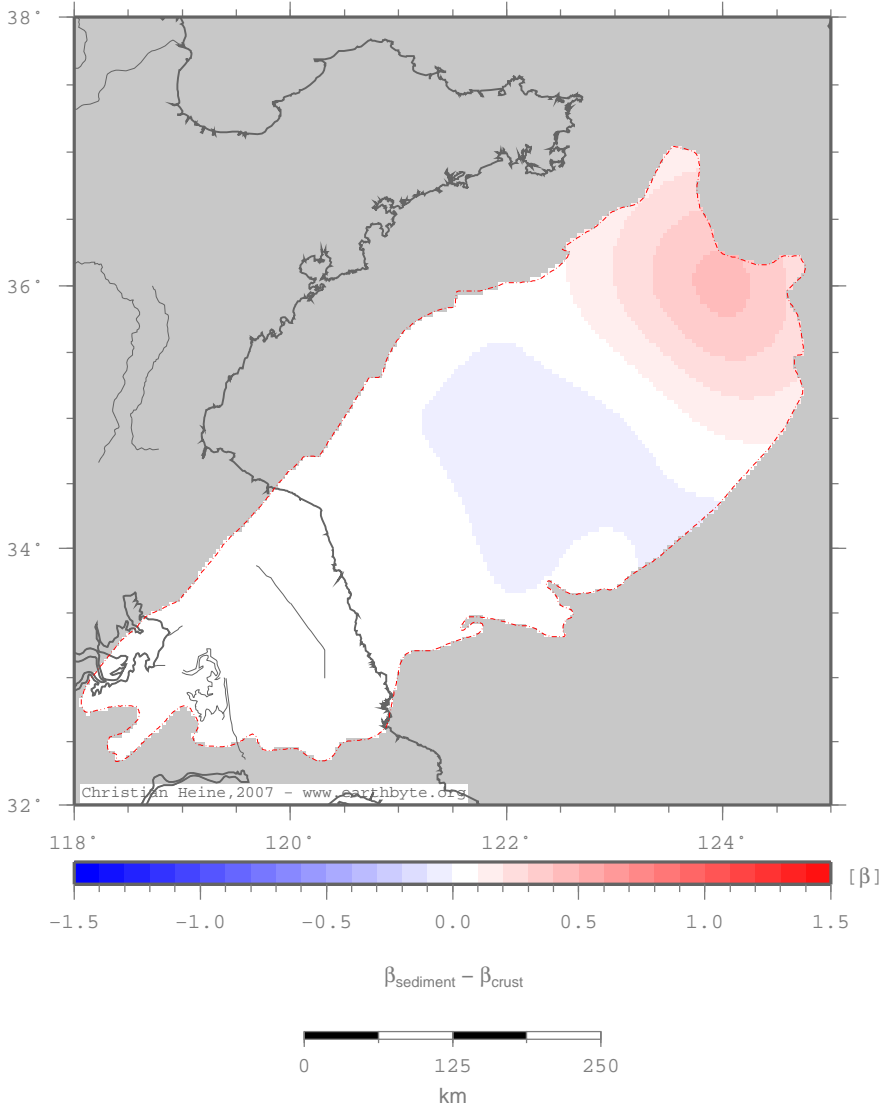 38°
36°
34°
32°
Christian Heine,2007 - www.earthbyte.org
118° 120° 122° 124°
[β]
-1.5 -1.0 -0.5 0.0 0.5 1.0 1.5
βsediment – βcrust
0 125 250
km